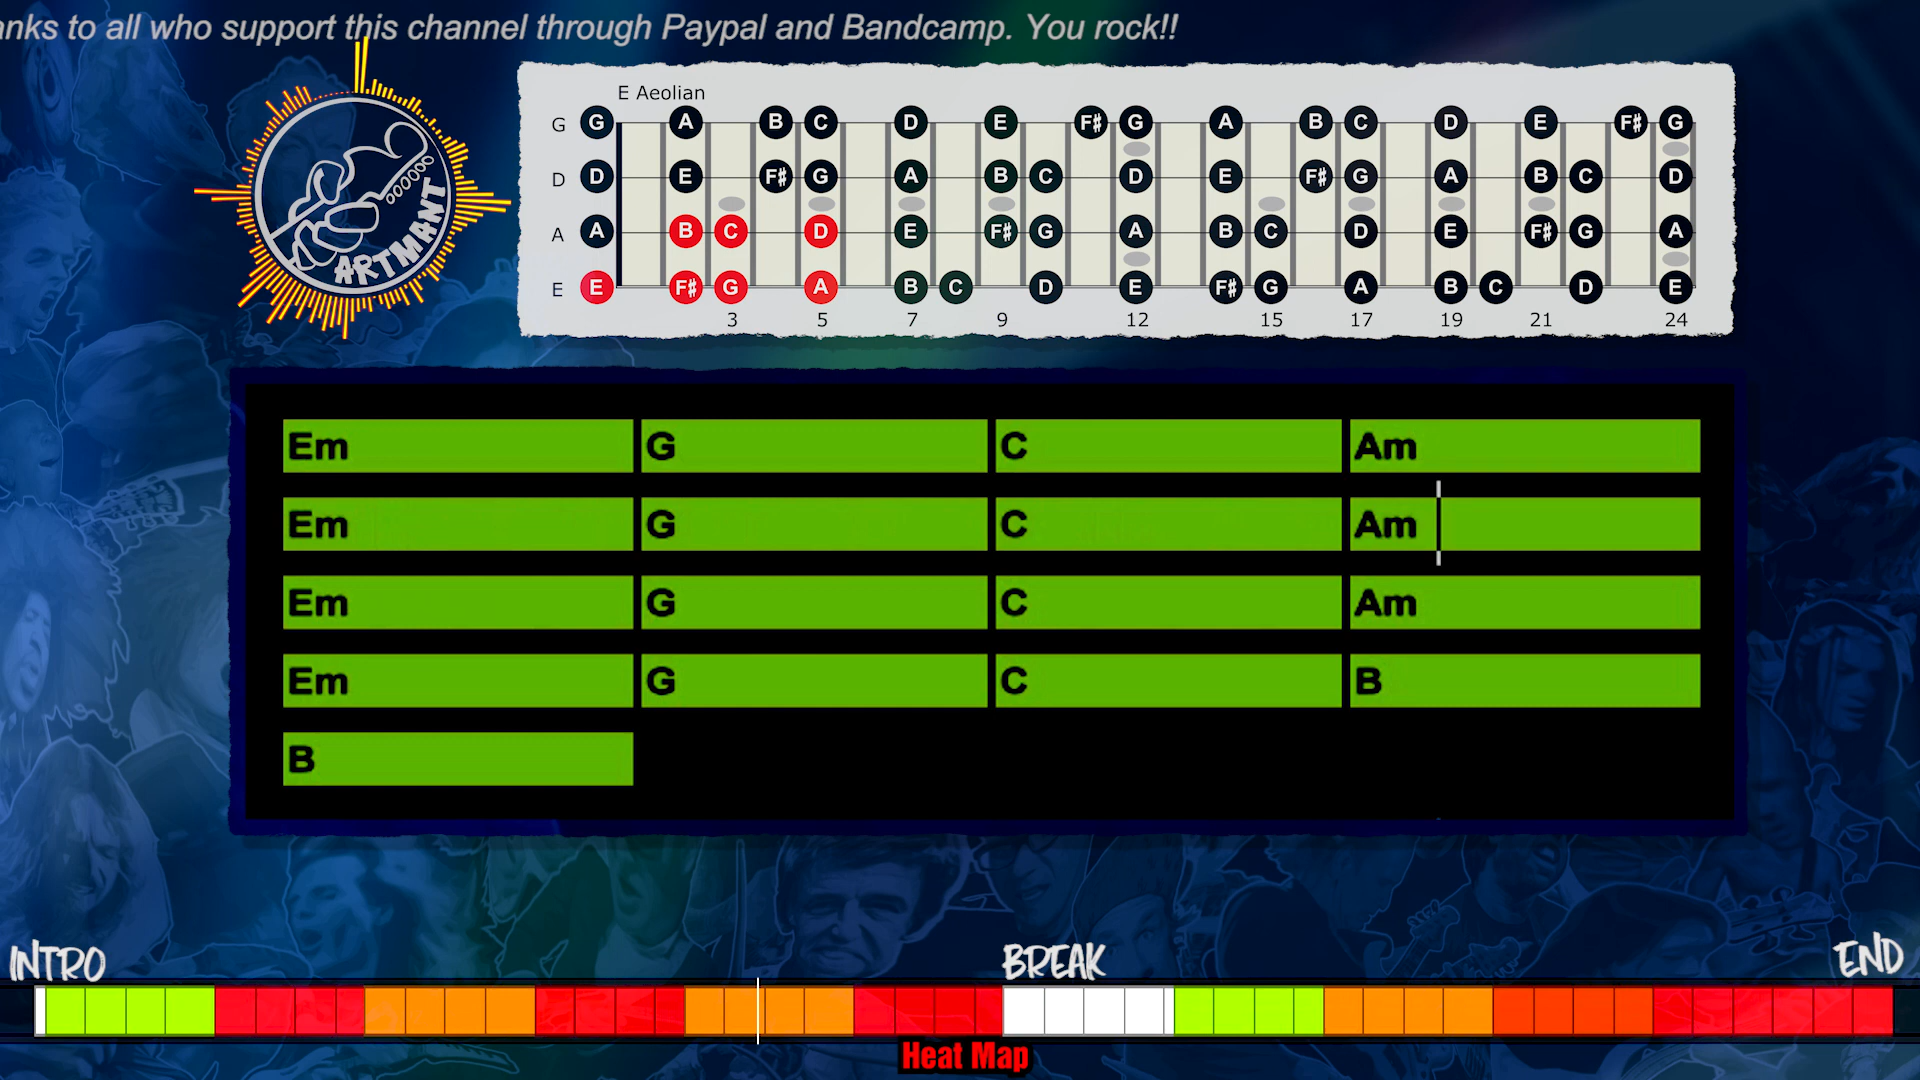 anks to all who support this channel through Paypal and Bandcamp. You rock!!
ARTMANT
E Aeolian
G G A B C D E F# G A B C D E F# G
D D E F# G A B C D E F# G A B C D
A A B C D E F# G A B C D E F# G A
E E F# G A B C D E F# G A B C D E
3 5 7 9 12 15 17 19 21 24
Em G C Am
Em G C Am
Em G C Am
Em G C B
B
INTRO BREAK END
Heat Map